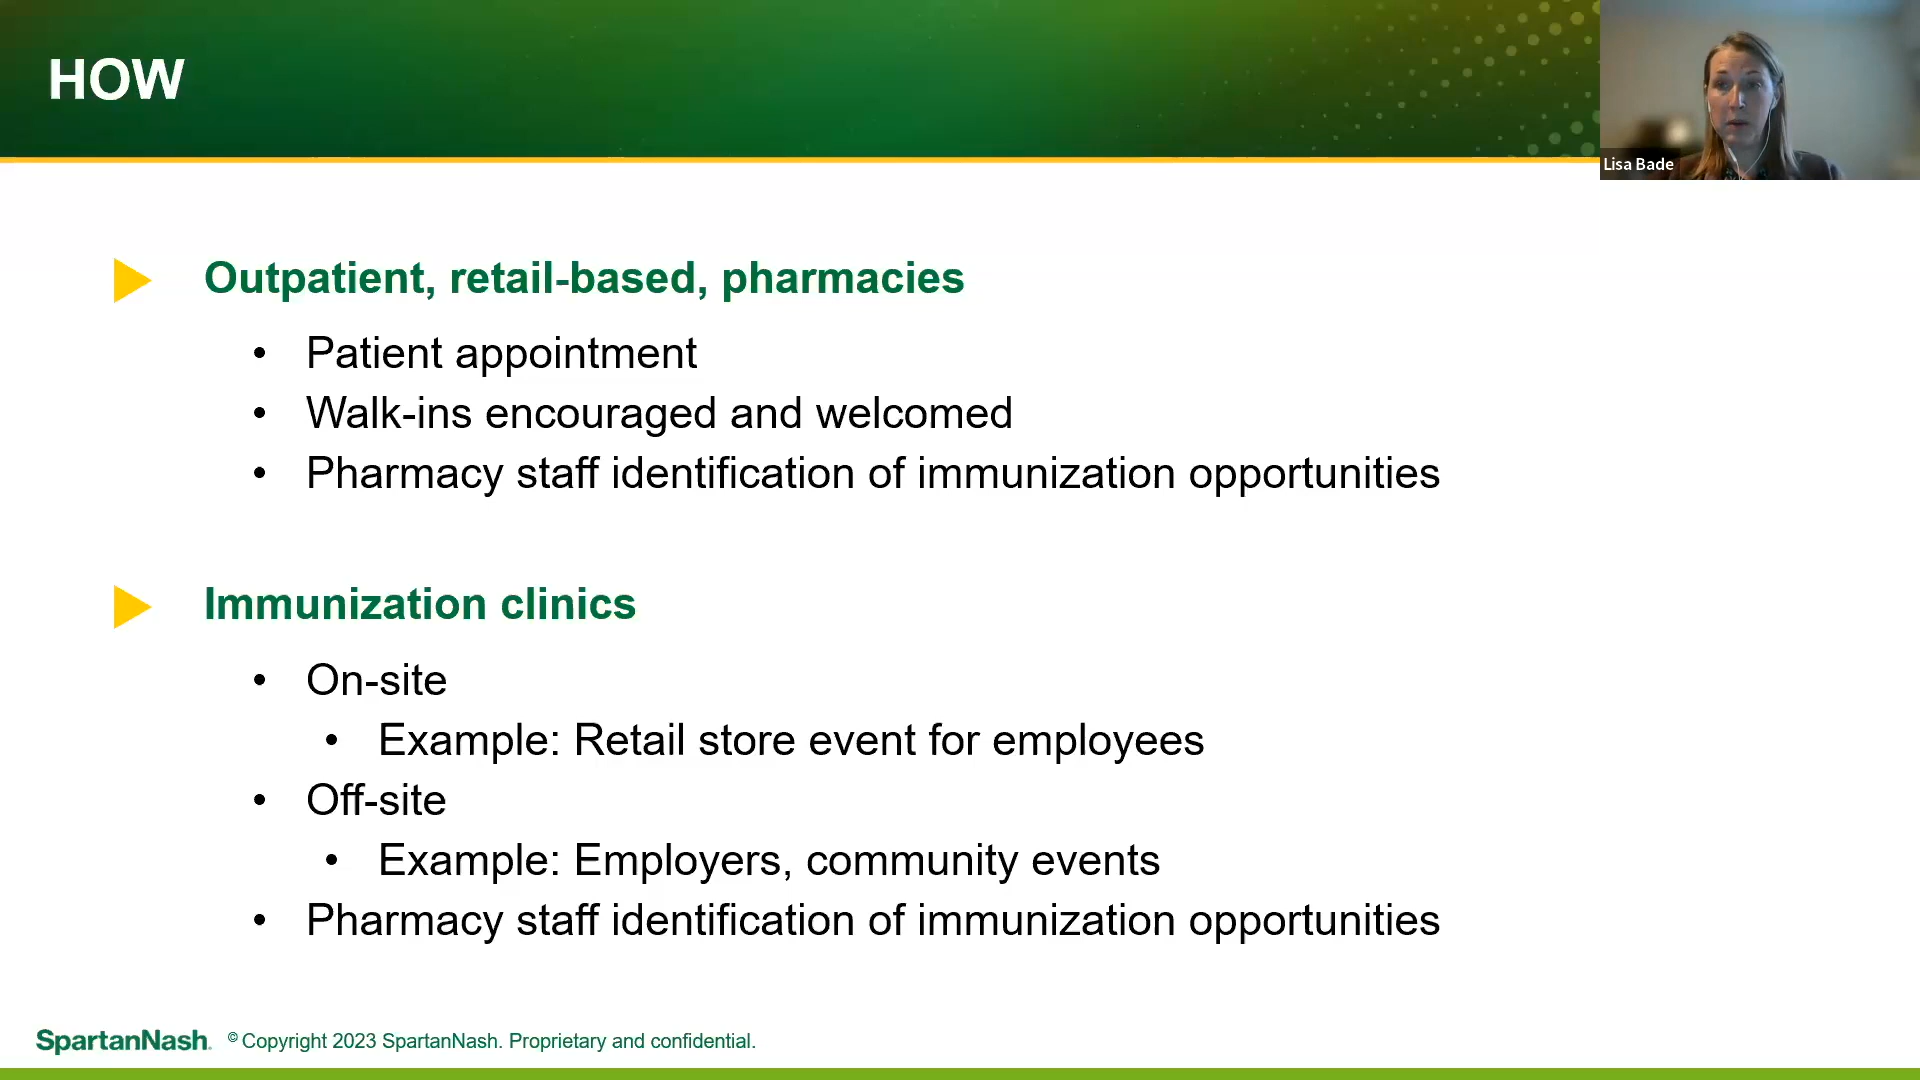 HOW
Lisa Bade
Outpatient, retail-based, pharmacies
• Patient appointment
• Walk-ins encouraged and welcomed
• Pharmacy staff identification of immunization opportunities
Immunization clinics
• On-site
• Example: Retail store event for employees
• Off-site
• Example: Employers, community events
• Pharmacy staff identification of immunization opportunities
SpartanNash. © Copyright 2023 SpartanNash. Proprietary and confidential.